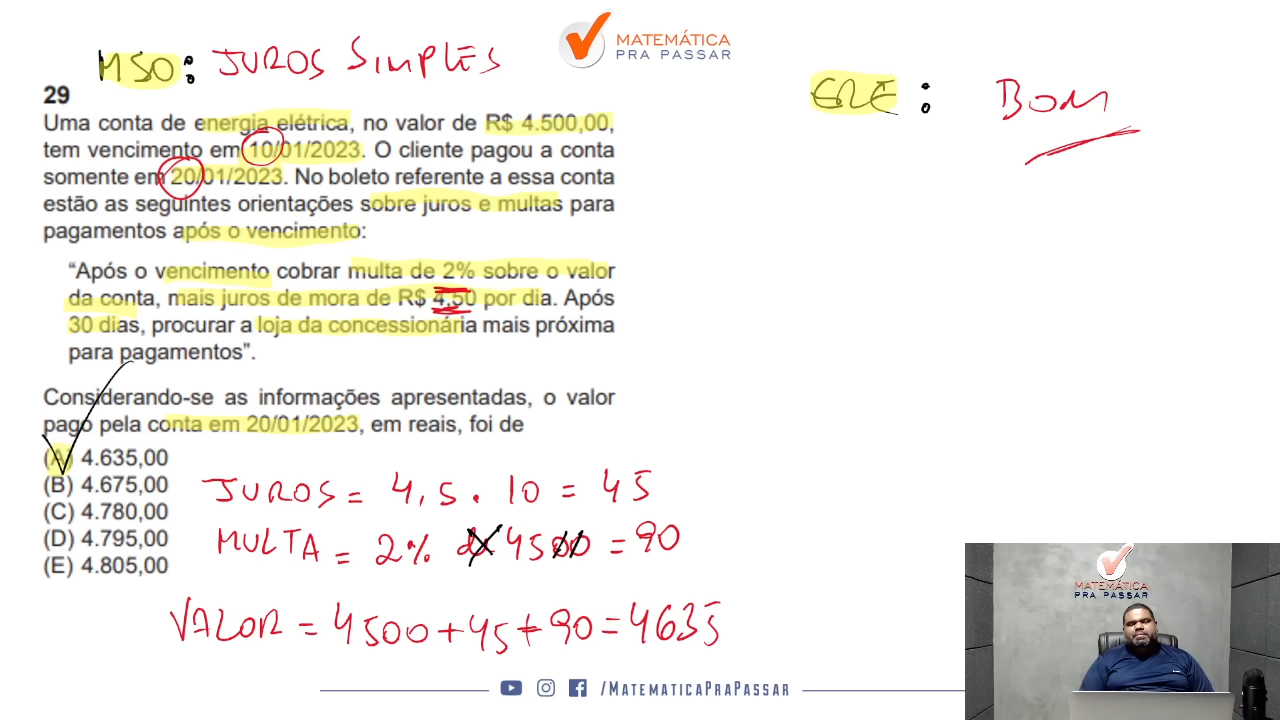 MATEMÁTICA
PRA PASSAR
MSO: JUROS SIMPLES
: BOM
29
Uma conta de energia elétrica, no valor de R$ 4.500,00,
tem vencimento em 10/01/2023. O cliente pagou a conta
somente em 20/01/2023. No boleto referente a essa conta
estão as seguintes orientações sobre juros e multas para
pagamentos após o vencimento:
“Após o vencimento cobrar multa de 2% sobre o valor
da conta, mais juros de mora de R$ 4,50 por dia. Após
30 dias, procurar a loja da concessionária mais próxima
para pagamentos”.
Considerando-se as informações apresentadas, o valor
pago pela conta em 20/01/2023, em reais, foi de
(A) 4.635,00
(B) 4.675,00
(C) 4.780,00
(D) 4.795,00
(E) 4.805,00
JUROS = 4,5 . 10 = 45
MULTA = 2% de 4500 = 90
VALOR = 4500 + 45 + 90 = 4635
MATEMÁTICA
PRA PASSAR
/MATEMATICAPRAPASSAR